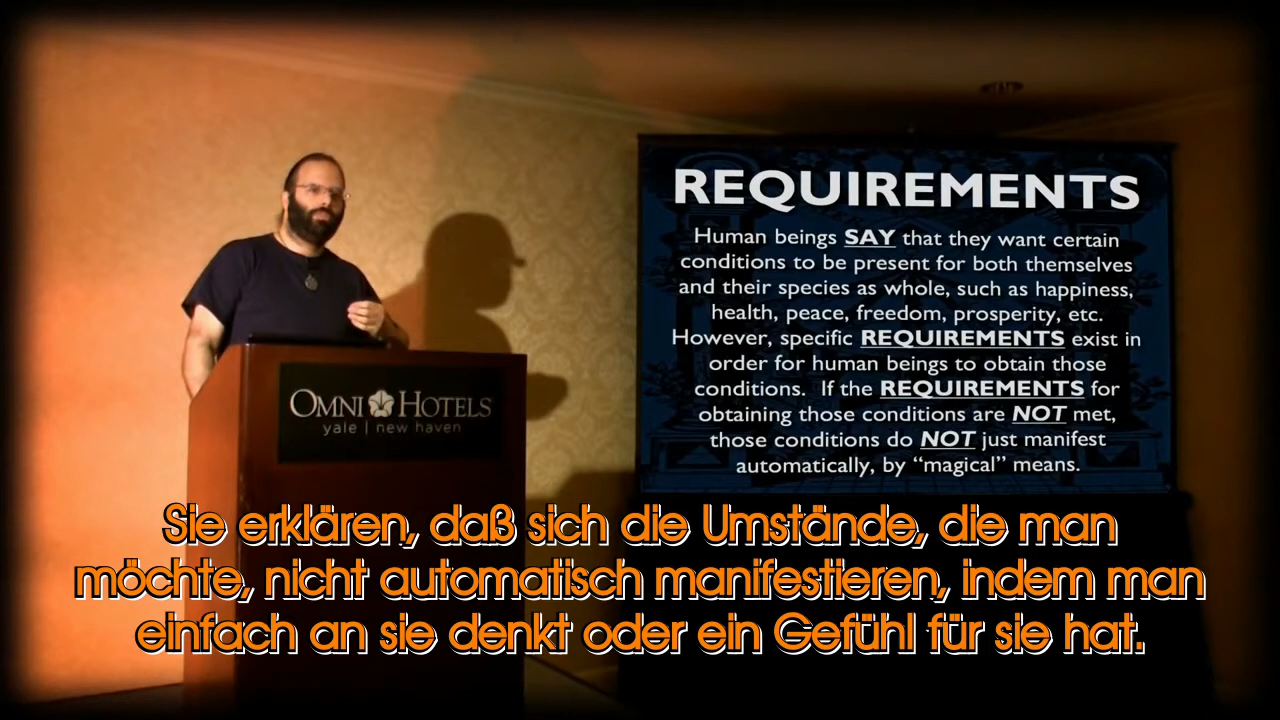 REQUIREMENTS
Human beings SAY that they want certain
conditions to be present for both themselves
and their species as whole, such as happiness,
health, peace, freedom, prosperity, etc.
However, specific REQUIREMENTS exist in
order for human beings to obtain those
conditions. If the REQUIREMENTS for
obtaining those conditions are NOT met,
those conditions do NOT just manifest
automatically, by “magical” means.
OMNI HOTELS
yale | new haven
Sie erklären, daß sich die Umstände, die man
möchte, nicht automatisch manifestieren, indem man
einfach an sie denkt oder ein Gefühl für sie hat.